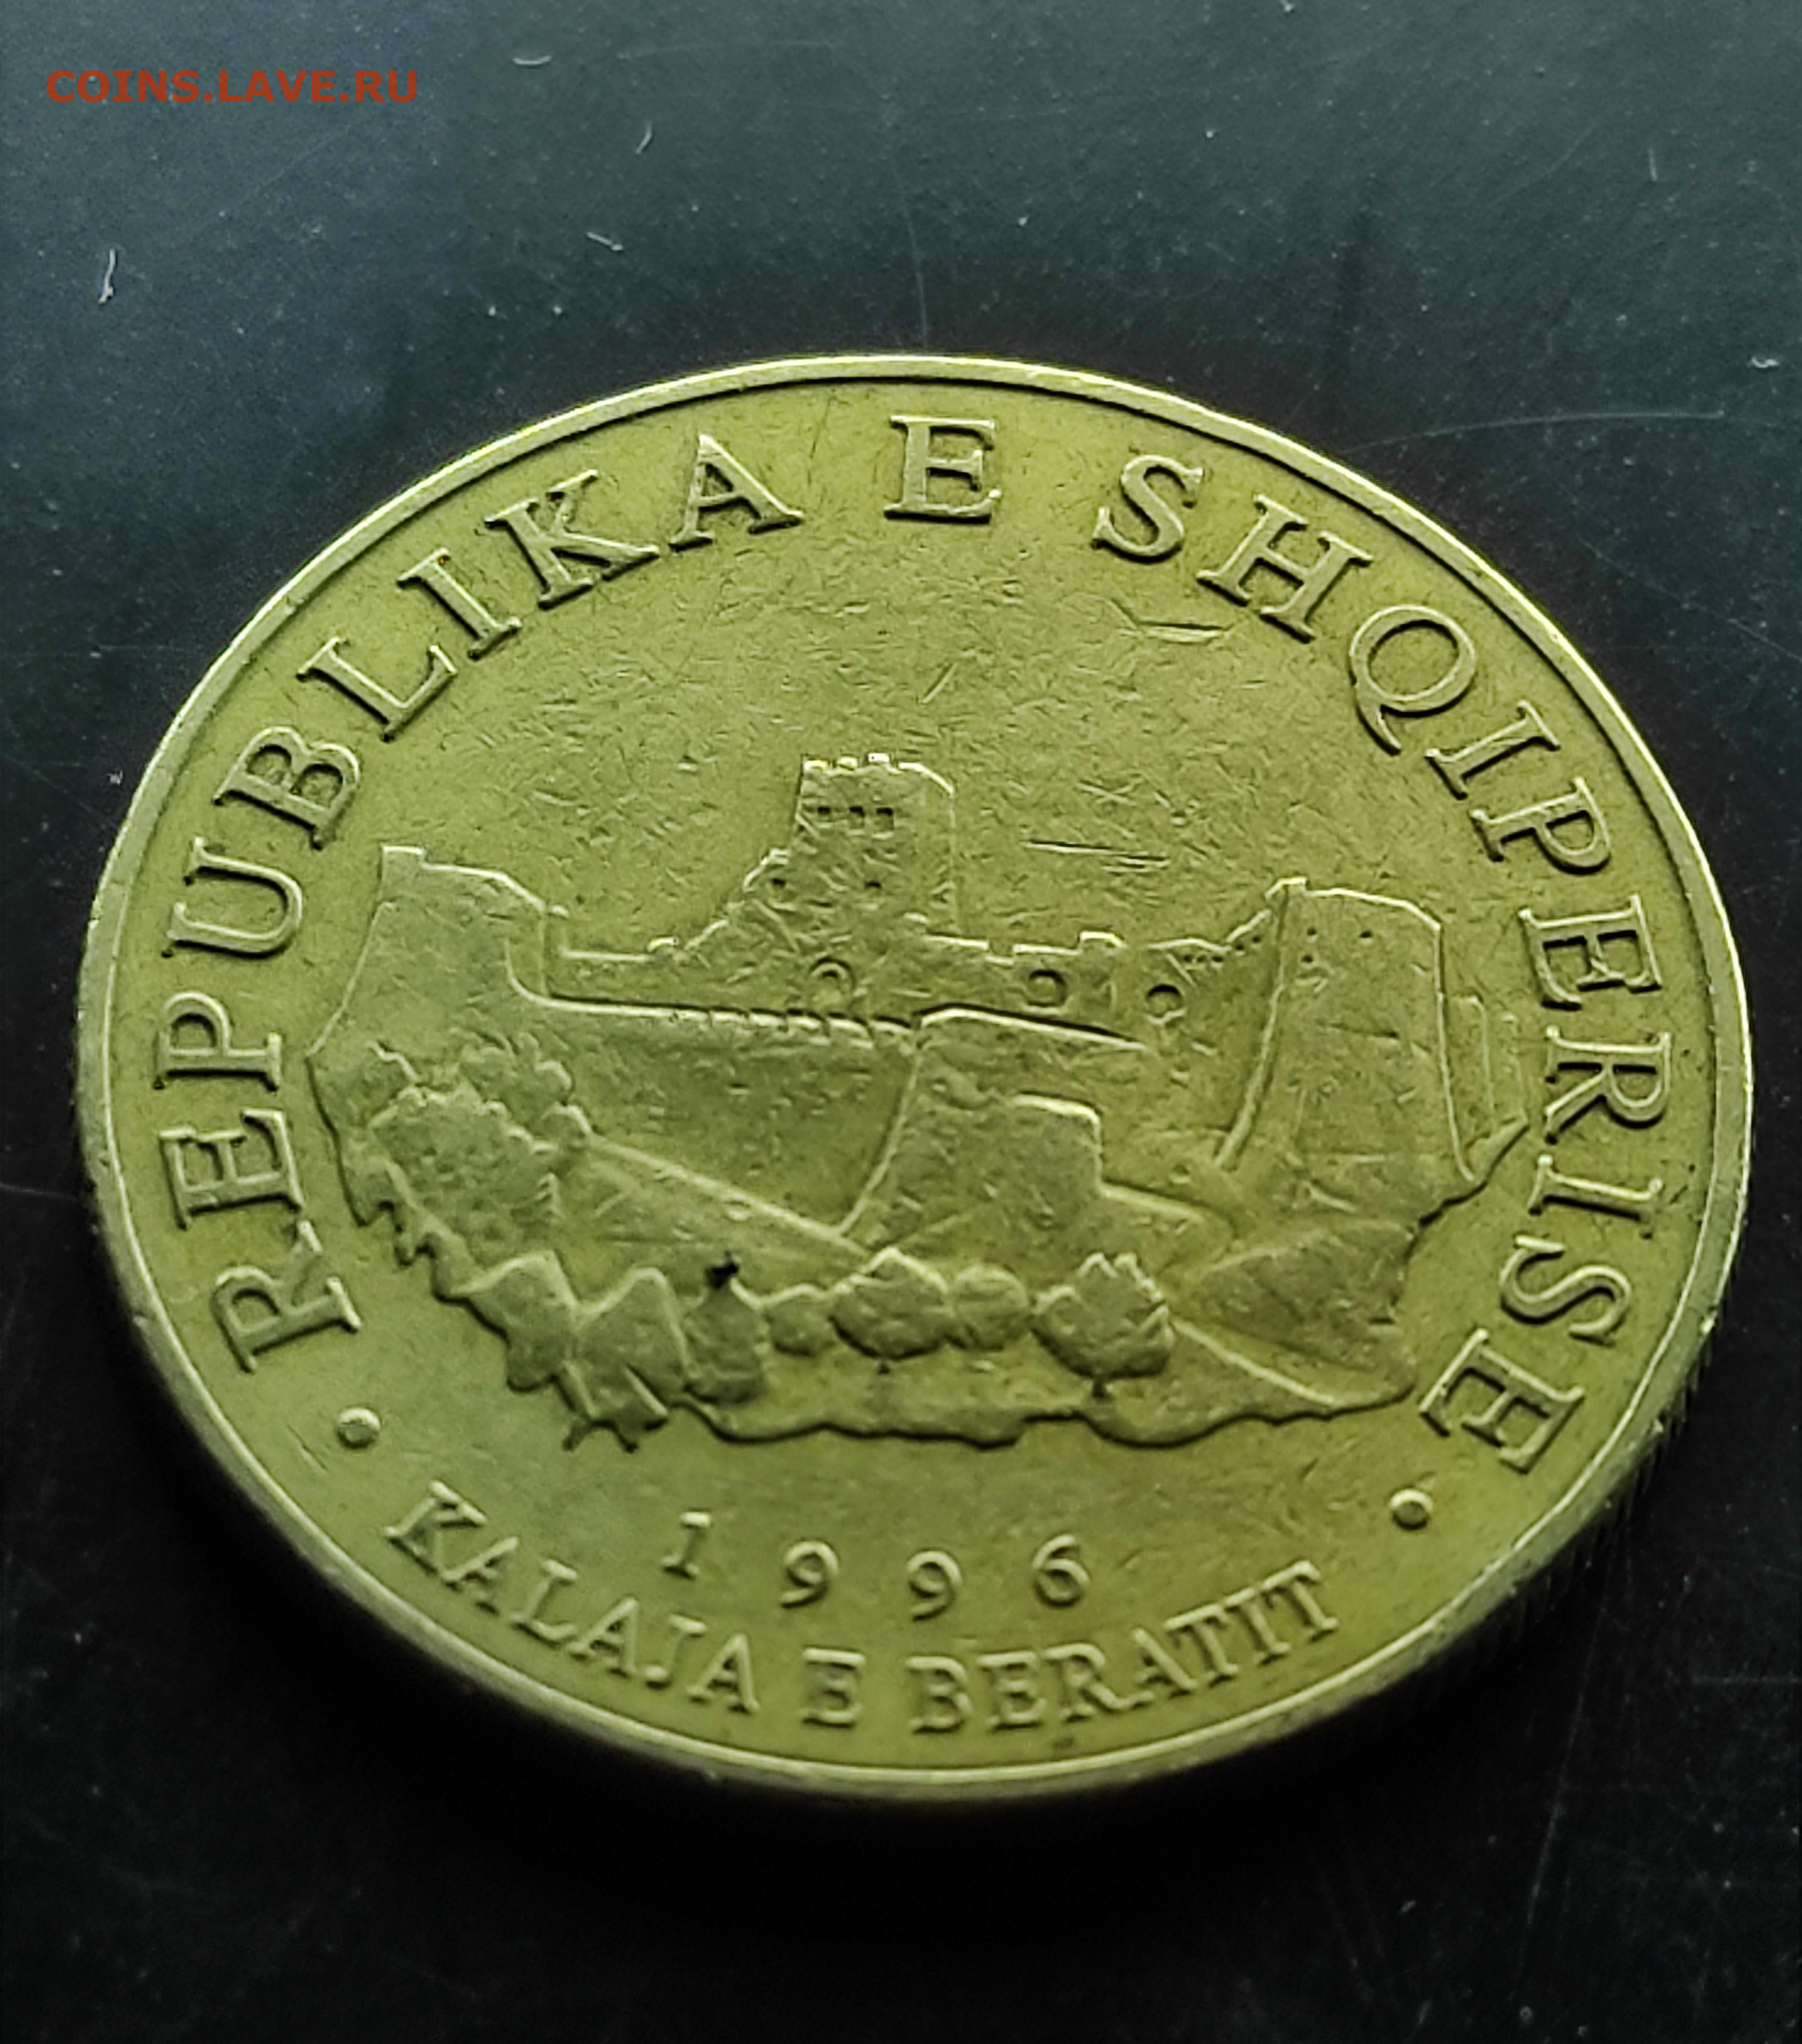 COINS.LAVE.RU
REPUBLIKA E SHQIPERISE
1996
• KALAJA E BERATIT •